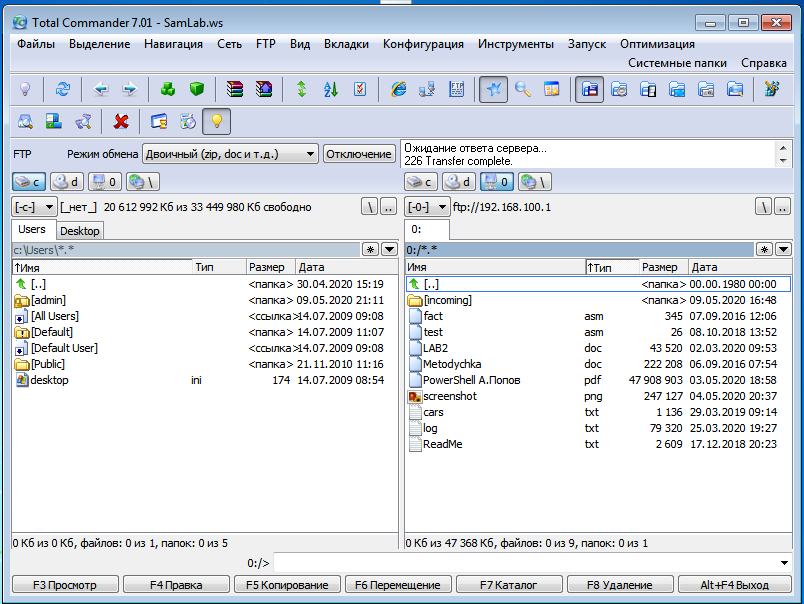 Total Commander 7.01 - SamLab.ws
Файлы Выделение Навигация Сеть FTP Вид Вкладки Конфигурация Инструменты Запуск Оптимизация
Системные папки Справка
FTP Режим обмена Двоичный (zip, doc и т.д.) Отключение
Ожидание ответа сервера...
226 Transfer complete.
c d 0 \ c d 0 \
[-c-] [_нет_] 20 612 992 Кб из 33 449 980 Кб свободно \ .. [-0-] ftp://192.168.100.1 \ ..
Users Desktop 0:
c:\Users\*.* * 0:/*.* *
↑Имя Тип Размер Дата Имя ↑Тип Размер Дата
[..] <папка> 30.04.2020 15:19 [..] <папка> 00.00.1980 00:00
[admin] <папка> 09.05.2020 21:11 [incoming] <папка> 09.05.2020 16:48
[All Users] <ссылка> 14.07.2009 09:08 fact asm 345 07.09.2016 12:06
[Default] <папка> 14.07.2009 11:07 test asm 26 08.10.2018 13:52
[Default User] <ссылка> 14.07.2009 09:08 LAB2 doc 43 520 02.03.2020 09:53
[Public] <папка> 21.11.2010 11:16 Metodychka doc 222 208 06.09.2016 07:54
desktop ini 174 14.07.2009 08:54 PowerShell А.Попов pdf 47 908 903 03.05.2020 18:58
screenshot png 247 127 04.05.2020 20:37
cars txt 1 136 29.03.2019 09:14
log txt 79 320 25.03.2020 19:27
ReadMe txt 2 609 17.12.2018 20:23
0 Кб из 0 Кб, файлов: 0 из 1, папок: 0 из 5 0 Кб из 47 368 Кб, файлов: 0 из 9, папок: 0 из 1
0:/>
F3 Просмотр F4 Правка F5 Копирование F6 Перемещение F7 Каталог F8 Удаление Alt+F4 Выход